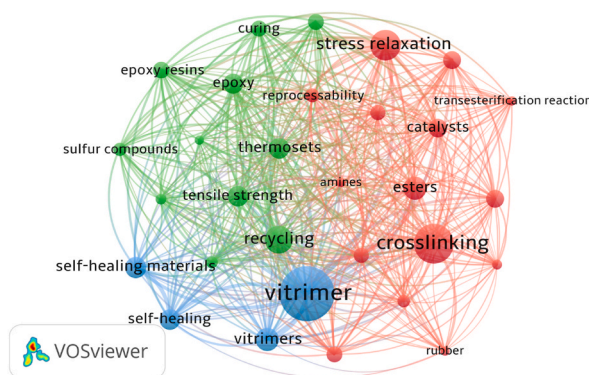 curing
stress relaxation
epoxy resins
epoxy
reprocessability
transesterification reaction
catalysts
sulfur compounds
thermosets
amines
tensile strength
esters
recycling
crosslinking
self-healing materials
vitrimer
self-healing
vitrimers
rubber
VOSviewer